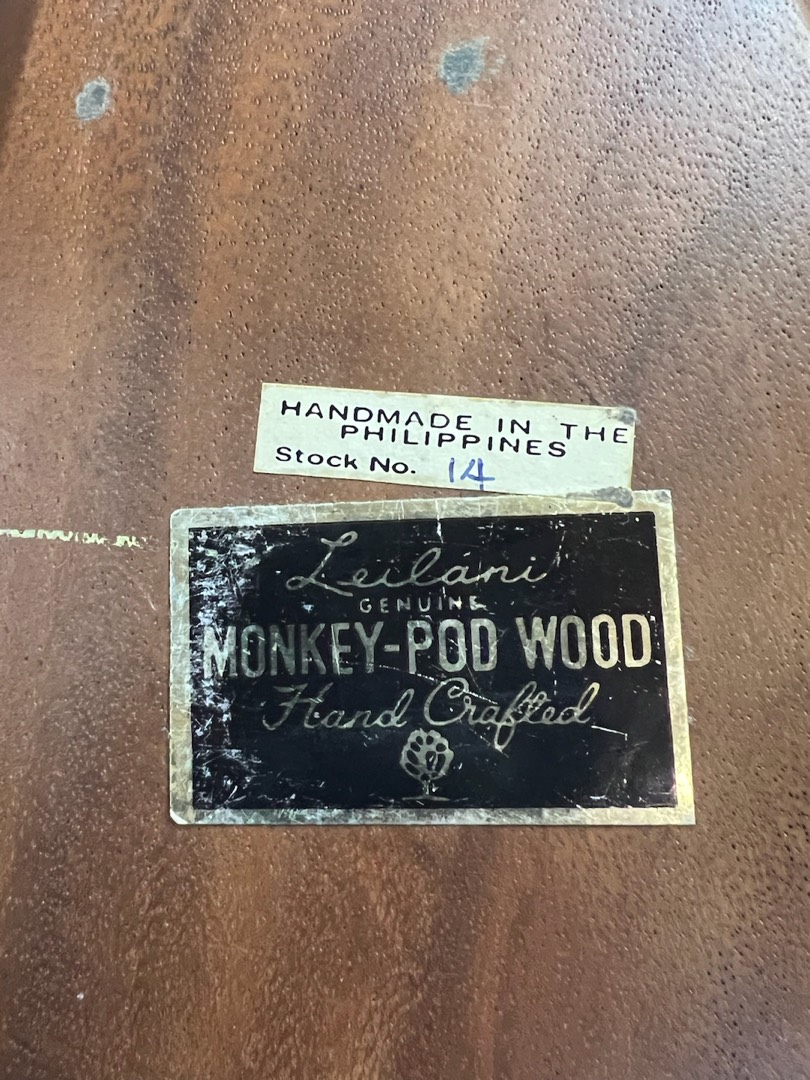 HANDMADE IN THE
PHILIPPINES
Stock No. 14
Leilani
GENUINE
MONKEY-POD WOOD
Hand Crafted